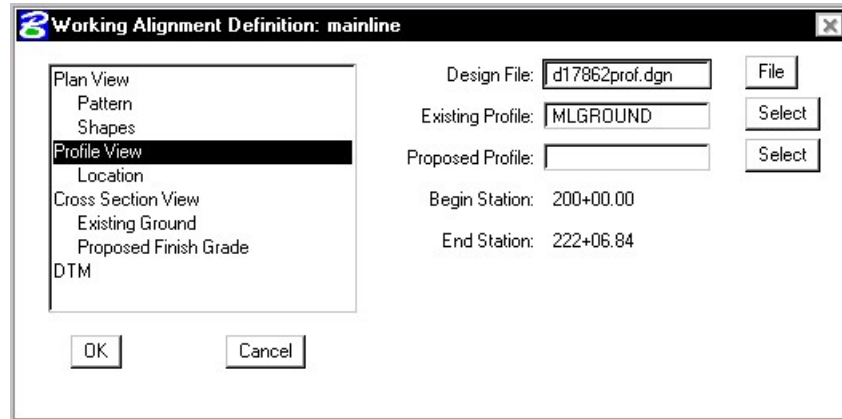 Working Alignment Definition: mainline
Plan View
Pattern
Shapes
Profile View
Location
Cross Section View
Existing Ground
Proposed Finish Grade
DTM
Design File: d17862prof.dgn File
Existing Profile: MLGROUND Select
Proposed Profile: Select
Begin Station: 200+00.00
End Station: 222+06.84
OK Cancel